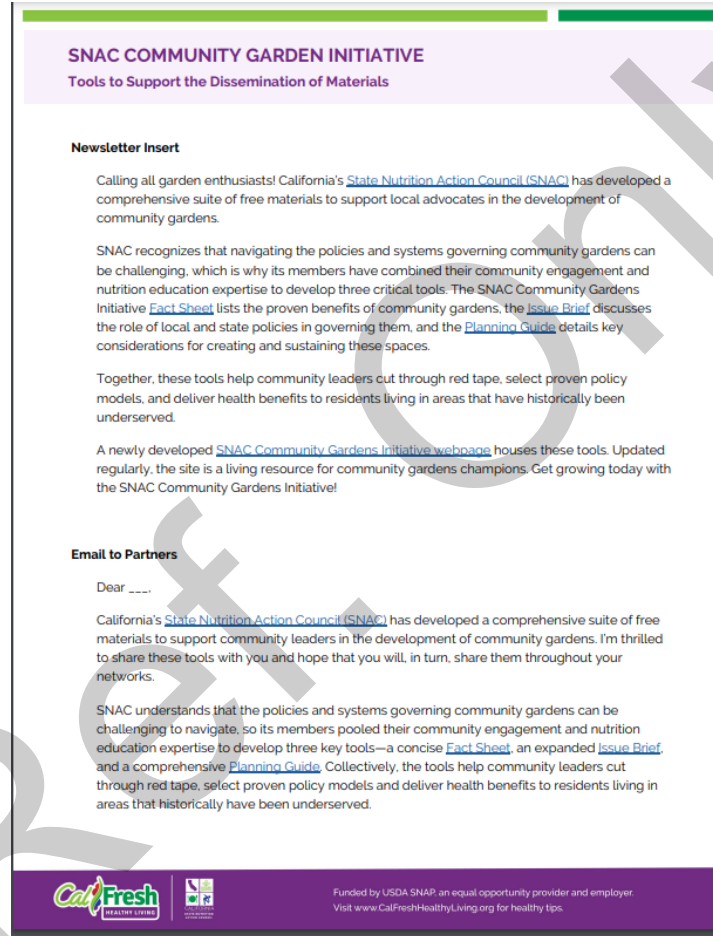 SNAC COMMUNITY GARDEN INITIATIVE
Tools to Support the Dissemination of Materials
Newsletter Insert
Calling all garden enthusiasts! California's State Nutrition Action Council (SNAC) has developed a
comprehensive suite of free materials to support local advocates in the development of
community gardens.
SNAC recognizes that navigating the policies and systems governing community gardens can
be challenging, which is why its members have combined their community engagement and
nutrition education expertise to develop three critical tools. The SNAC Community Gardens
Initiative Fact Sheet lists the proven benefits of community gardens, the Issue Brief discusses
the role of local and state policies in governing them, and the Planning Guide details key
considerations for creating and sustaining these spaces.
Together, these tools help community leaders cut through red tape, select proven policy
models, and deliver health benefits to residents living in areas that have historically been
underserved.
A newly developed SNAC Community Gardens Initiative webpage houses these tools. Updated
regularly, the site is a living resource for community gardens champions. Get growing today with
the SNAC Community Gardens Initiative!
Email to Partners
Dear ___,
California's State Nutrition Action Council (SNAC) has developed a comprehensive suite of free
materials to support community leaders in the development of community gardens. I'm thrilled
to share these tools with you and hope that you will, in turn, share them throughout your
networks.
SNAC understands that the policies and systems governing community gardens can be
challenging to navigate, so its members pooled their community engagement and nutrition
education expertise to develop three key tools—a concise Fact Sheet, an expanded Issue Brief,
and a comprehensive Planning Guide. Collectively, the tools help community leaders cut
through red tape, select proven policy models and deliver health benefits to residents living in
areas that historically have been underserved.
Ref. Only
CalFresh
HEALTHY LIVING
CALIFORNIA
STATE NUTRITION
ACTION COUNCIL
Funded by USDA SNAP, an equal opportunity provider and employer.
Visit www.CalFreshHealthyLiving.org for healthy tips.